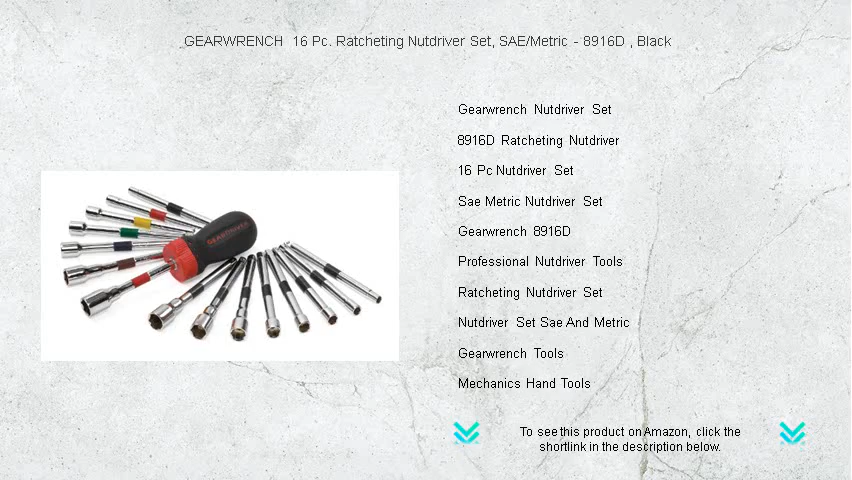 GEARWRENCH 16 Pc. Ratcheting Nutdriver Set, SAE/Metric - 8916D , Black
Gearwrench Nutdriver Set
8916D Ratcheting Nutdriver
16 Pc Nutdriver Set
Sae Metric Nutdriver Set
Gearwrench 8916D
Professional Nutdriver Tools
Ratcheting Nutdriver Set
Nutdriver Set Sae And Metric
Gearwrench Tools
Mechanics Hand Tools
To see this product on Amazon, click the
shortlink in the description below.